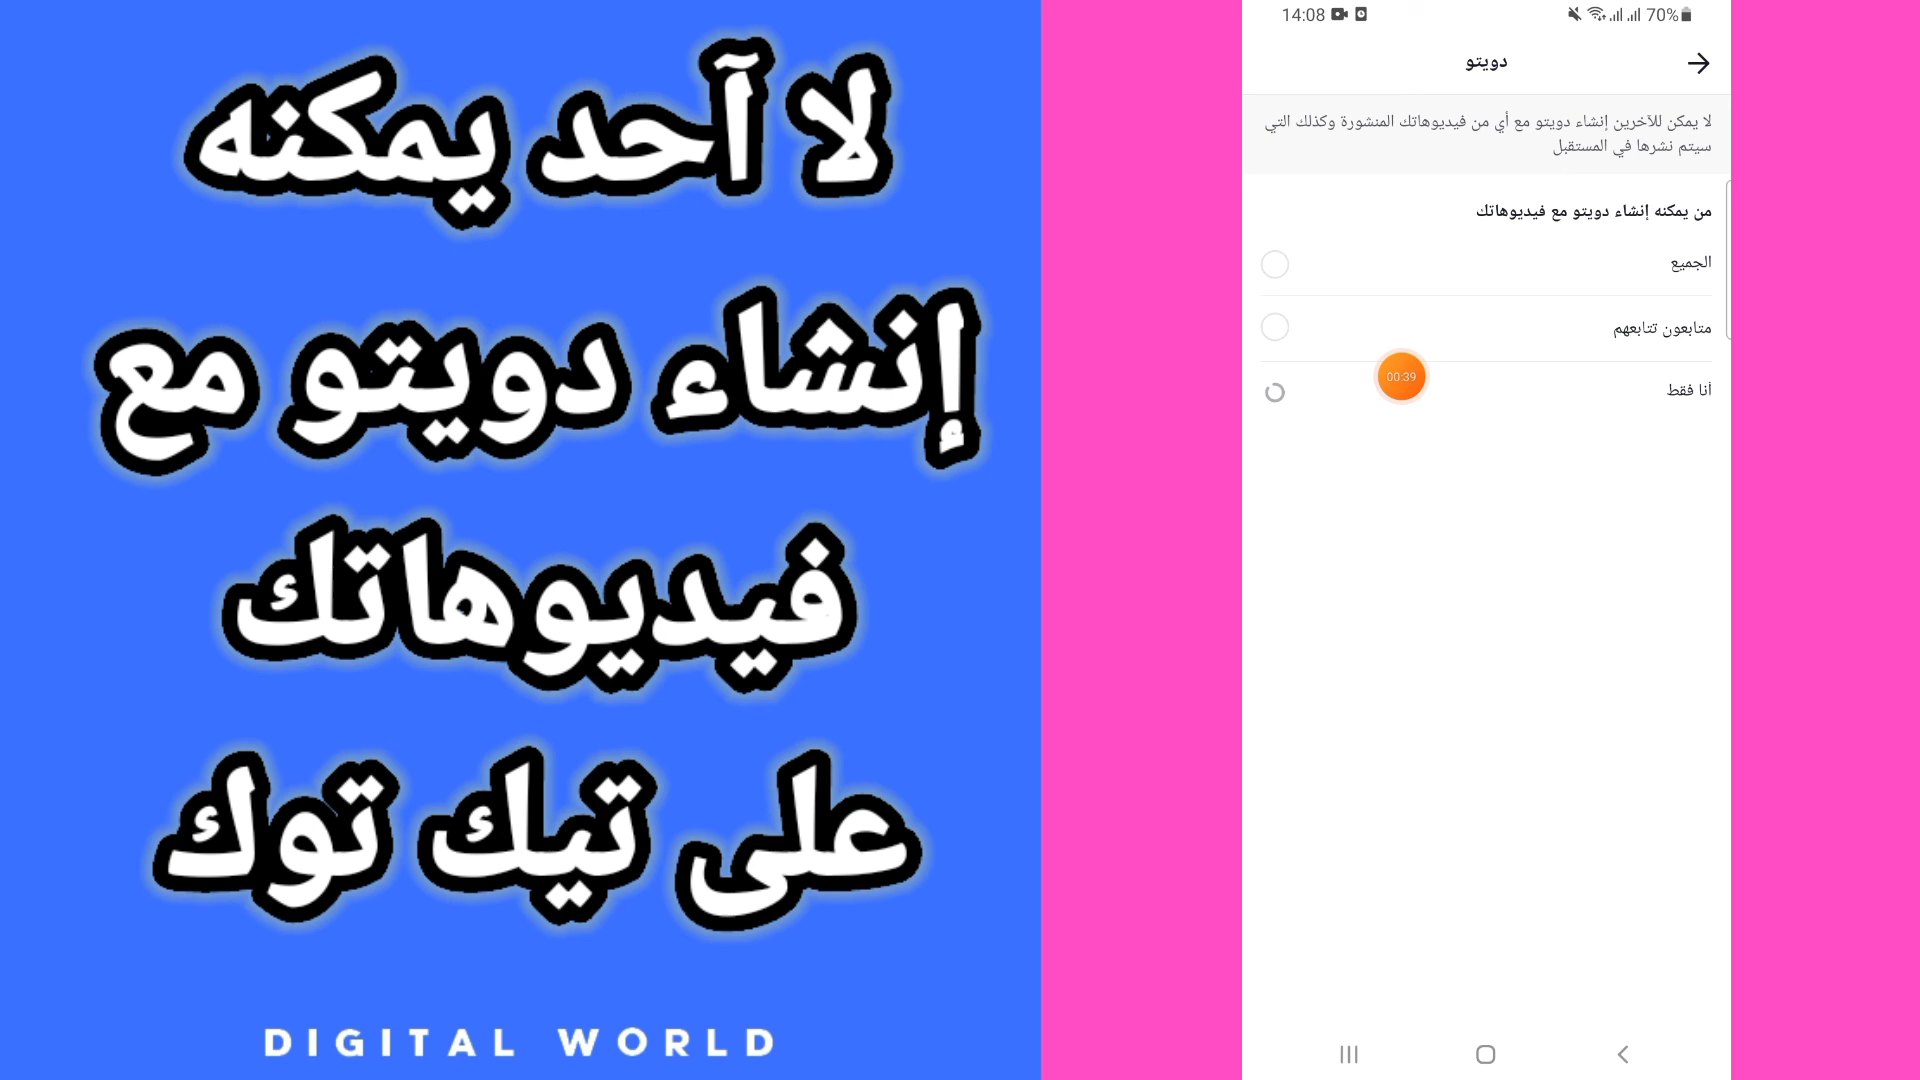 لا آحد يمكنه
إنشاء دويتو مع
فيديوهاتك
على تيك توك
DIGITAL WORLD
14:08
70%
دويتو
لا يمكن للآخرين إنشاء دويتو مع أي من فيديوهاتك المنشورة وكذلك التي
سيتم نشرها في المستقبل
من يمكنه إنشاء دويتو مع فيديوهاتك
الجميع
متابعون تتابعهم
00:39
أنا فقط